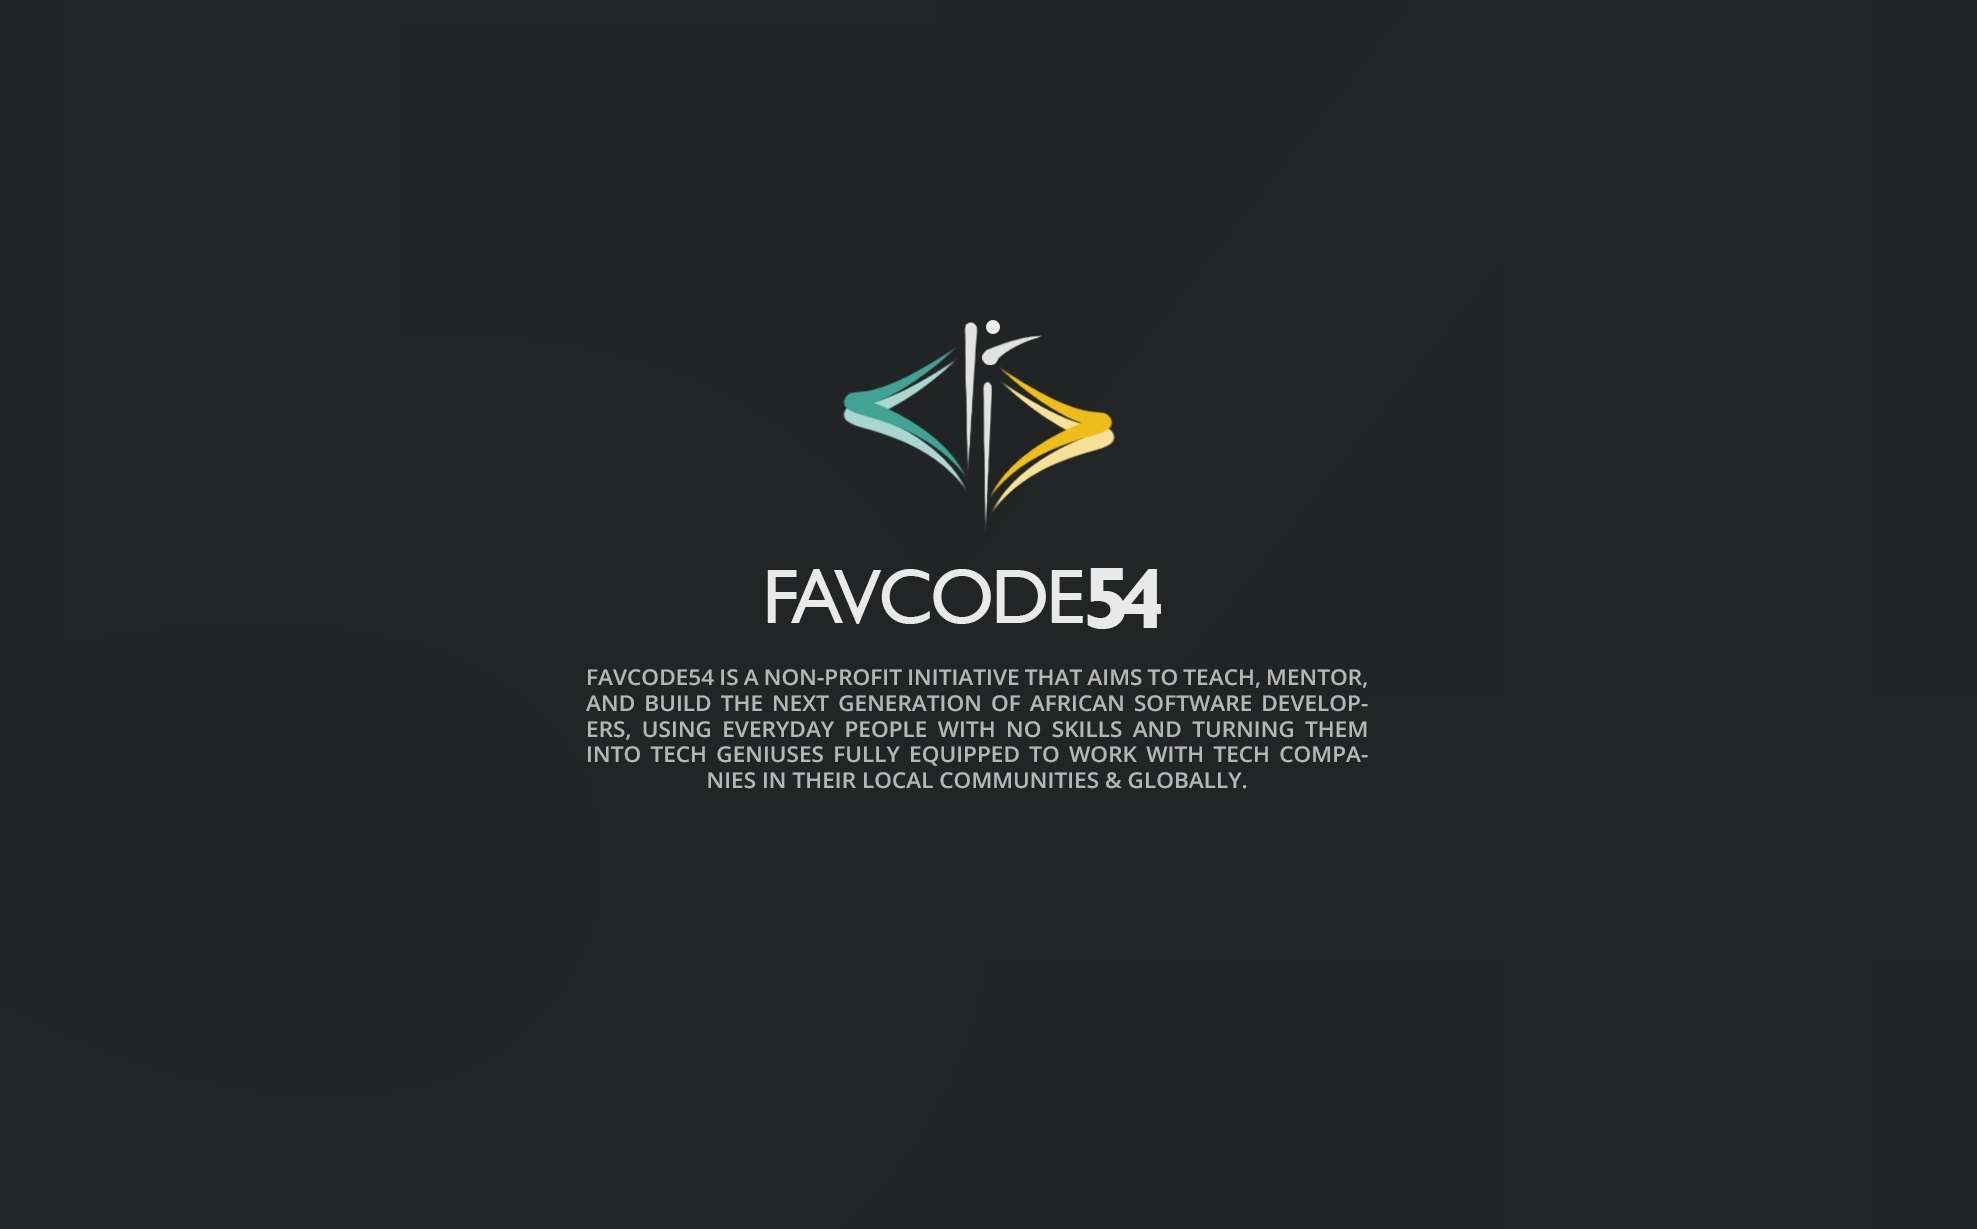 FAVCODE54
FAVCODE54 IS A NON-PROFIT INITIATIVE THAT AIMS TO TEACH, MENTOR,
AND BUILD THE NEXT GENERATION OF AFRICAN SOFTWARE DEVELOP-
ERS, USING EVERYDAY PEOPLE WITH NO SKILLS AND TURNING THEM
INTO TECH GENIUSES FULLY EQUIPPED TO WORK WITH TECH COMPA-
NIES IN THEIR LOCAL COMMUNITIES & GLOBALLY.